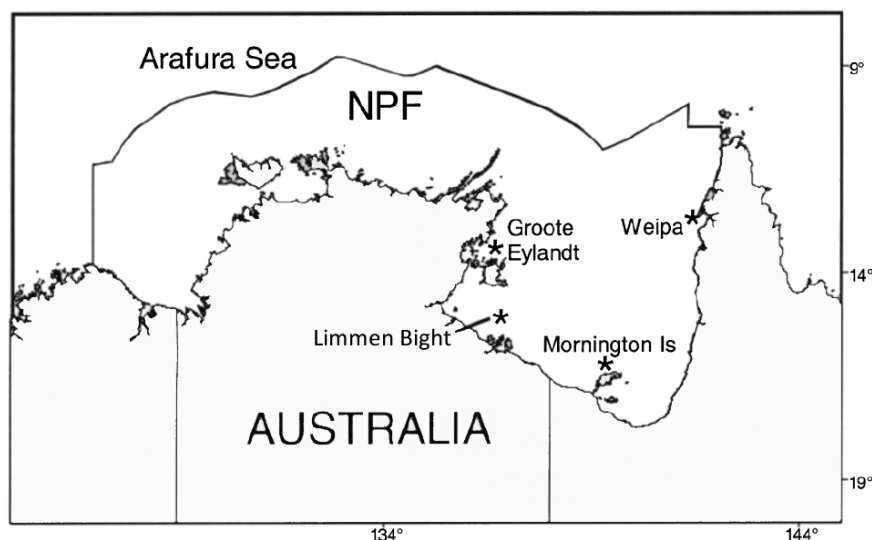 Arafura Sea
9°
NPF
Groote
Eylandt
Weipa
14°
Limmen Bight
Mornington Is
AUSTRALIA
19°
134°
144°